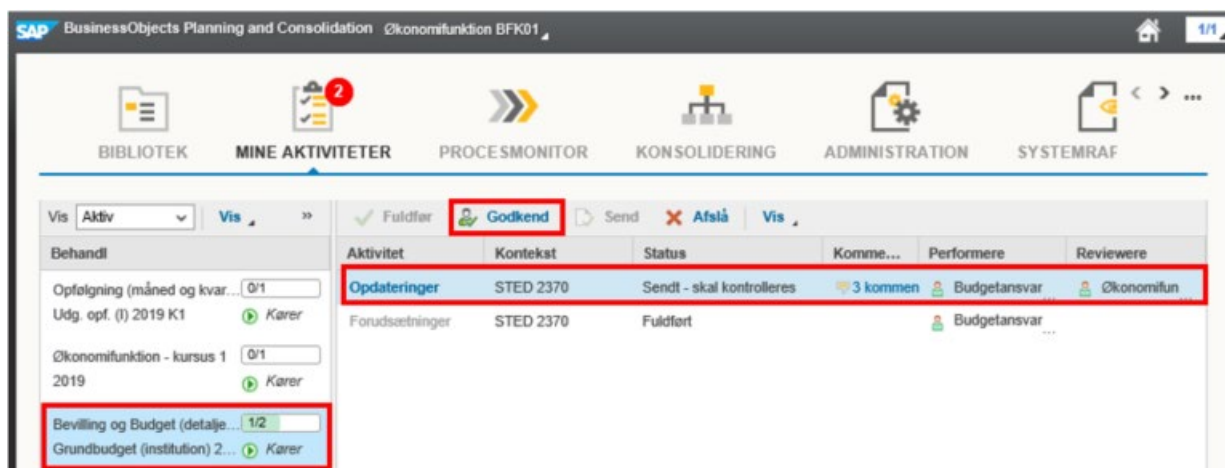 SAP BusinessObjects Planning and Consolidation Økonomifunktion BFK01
1/1
2
BIBLIOTEK MINE AKTIVITETER PROCESMONITOR KONSOLIDERING ADMINISTRATION SYSTEMRAF
...
Vis Aktiv Vis » Fuldfør Godkend Send Afslå Vis
Behandl Aktivitet Kontekst Status Komme... Performere Reviewere
Opfølgning (måned og kvar... 0/1
Udg. opf. (I) 2019 K1 Kører
Økonomifunktion - kursus 1 0/1
2019 Kører
Bevilling og Budget (detalje... 1/2
Grundbudget (institution) 2... Kører
Opdateringer STED 2370 Sendt - skal kontrolleres 3 kommen Budgetansvar... Økonomifun...
Forudsætninger STED 2370 Fuldført Budgetansvar...